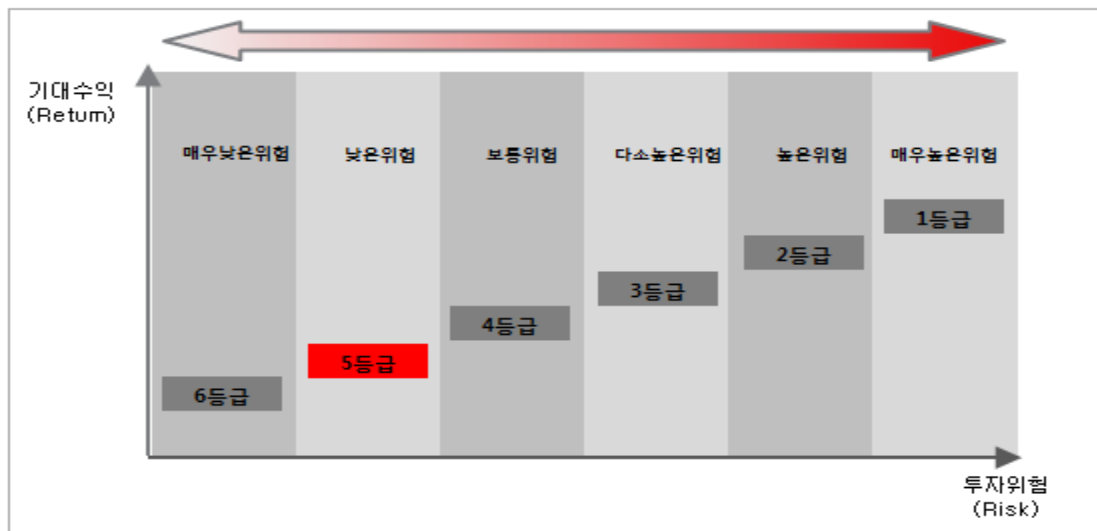 기대수익
(Return)
매우낮은위험 낮은위험 보통위험 다소높은위험 높은위험 매우높은위험
1등급
2등급
3등급
4등급
5등급
6등급
투자위험
(Risk)